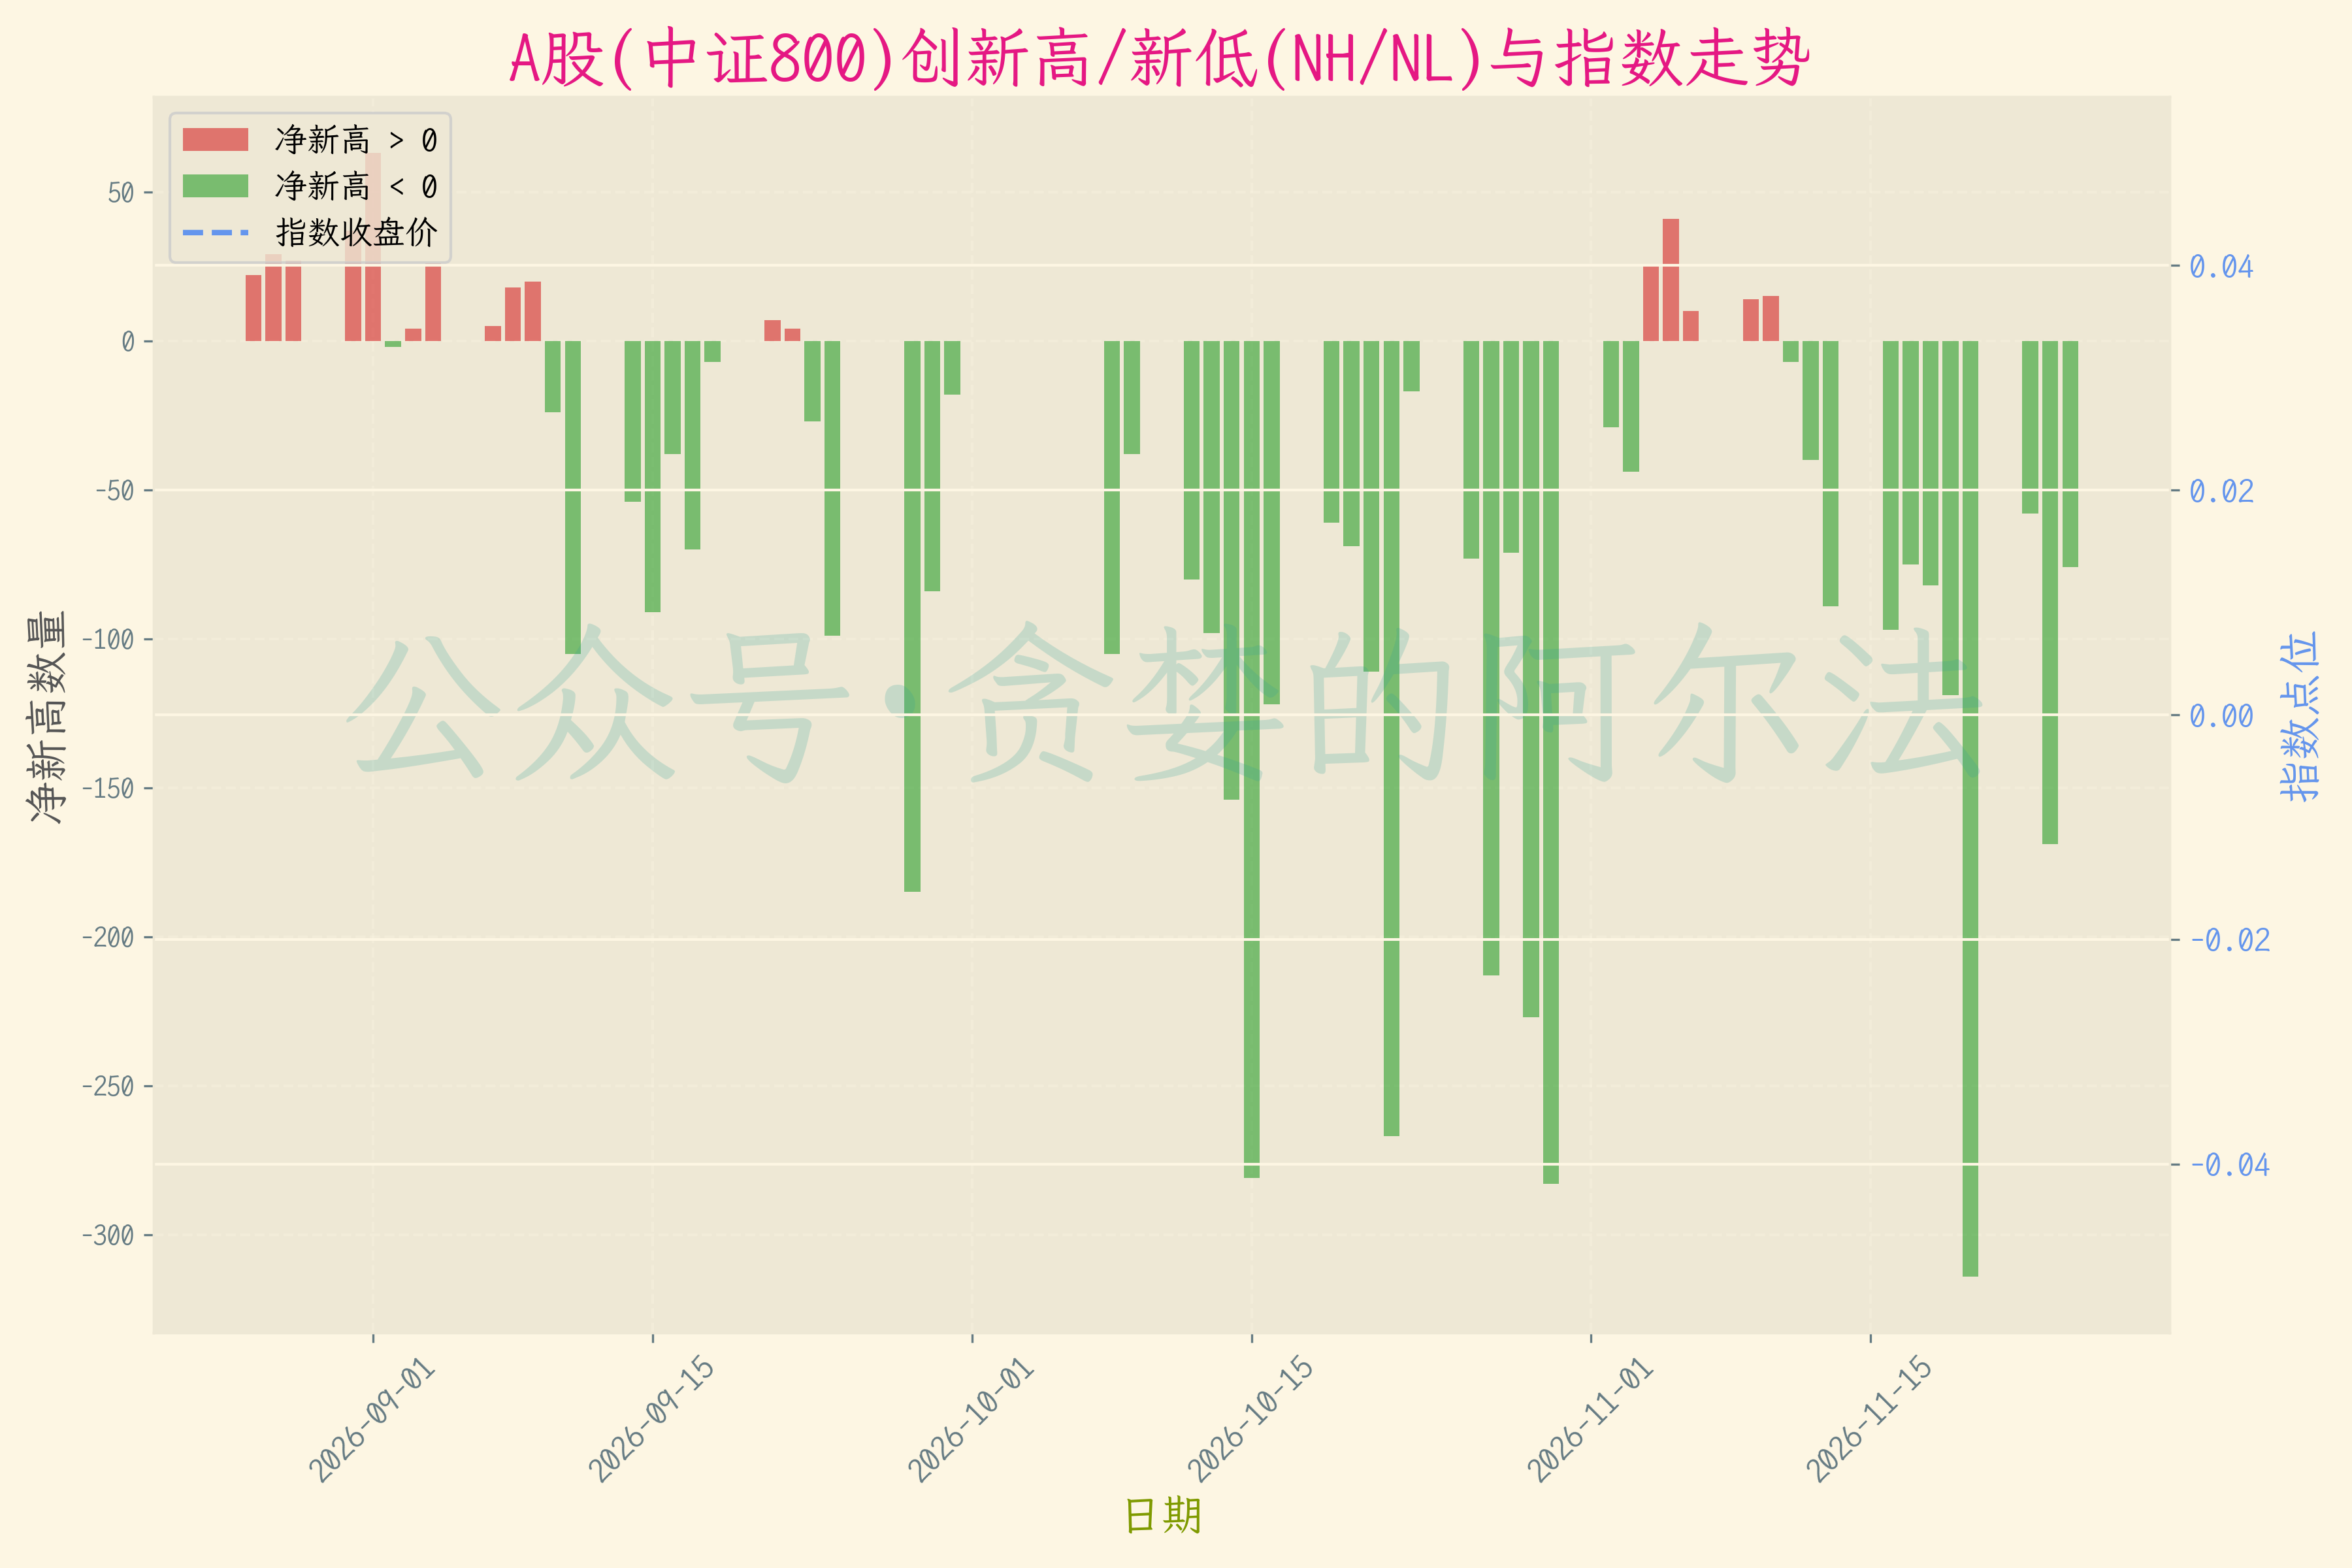 A股(中证800)创新高/新低(NH/NL)与指数走势
净新高 > 0
净新高 < 0
指数收盘价
净新高数量
50
0
-50
-100
-150
-200
-250
-300
0.04
0.02
0.00
-0.02
-0.04
指数点位
公众号·贪婪的阿尔法
2026-09-01
2026-09-15
2026-10-01
2026-10-15
2026-11-01
2026-11-15
日期